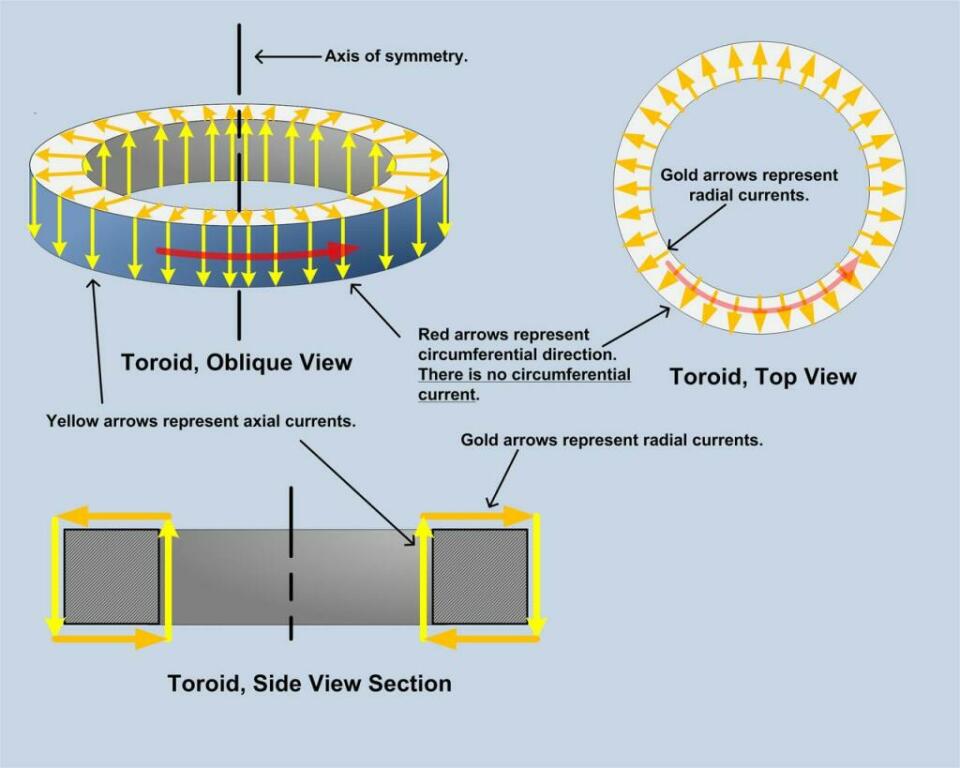 Axis of symmetry.
Gold arrows represent
radial currents.
Red arrows represent
circumferential direction.
There is no circumferential
current.
Toroid, Oblique View
Toroid, Top View
Yellow arrows represent axial currents.
Gold arrows represent radial currents.
Toroid, Side View Section